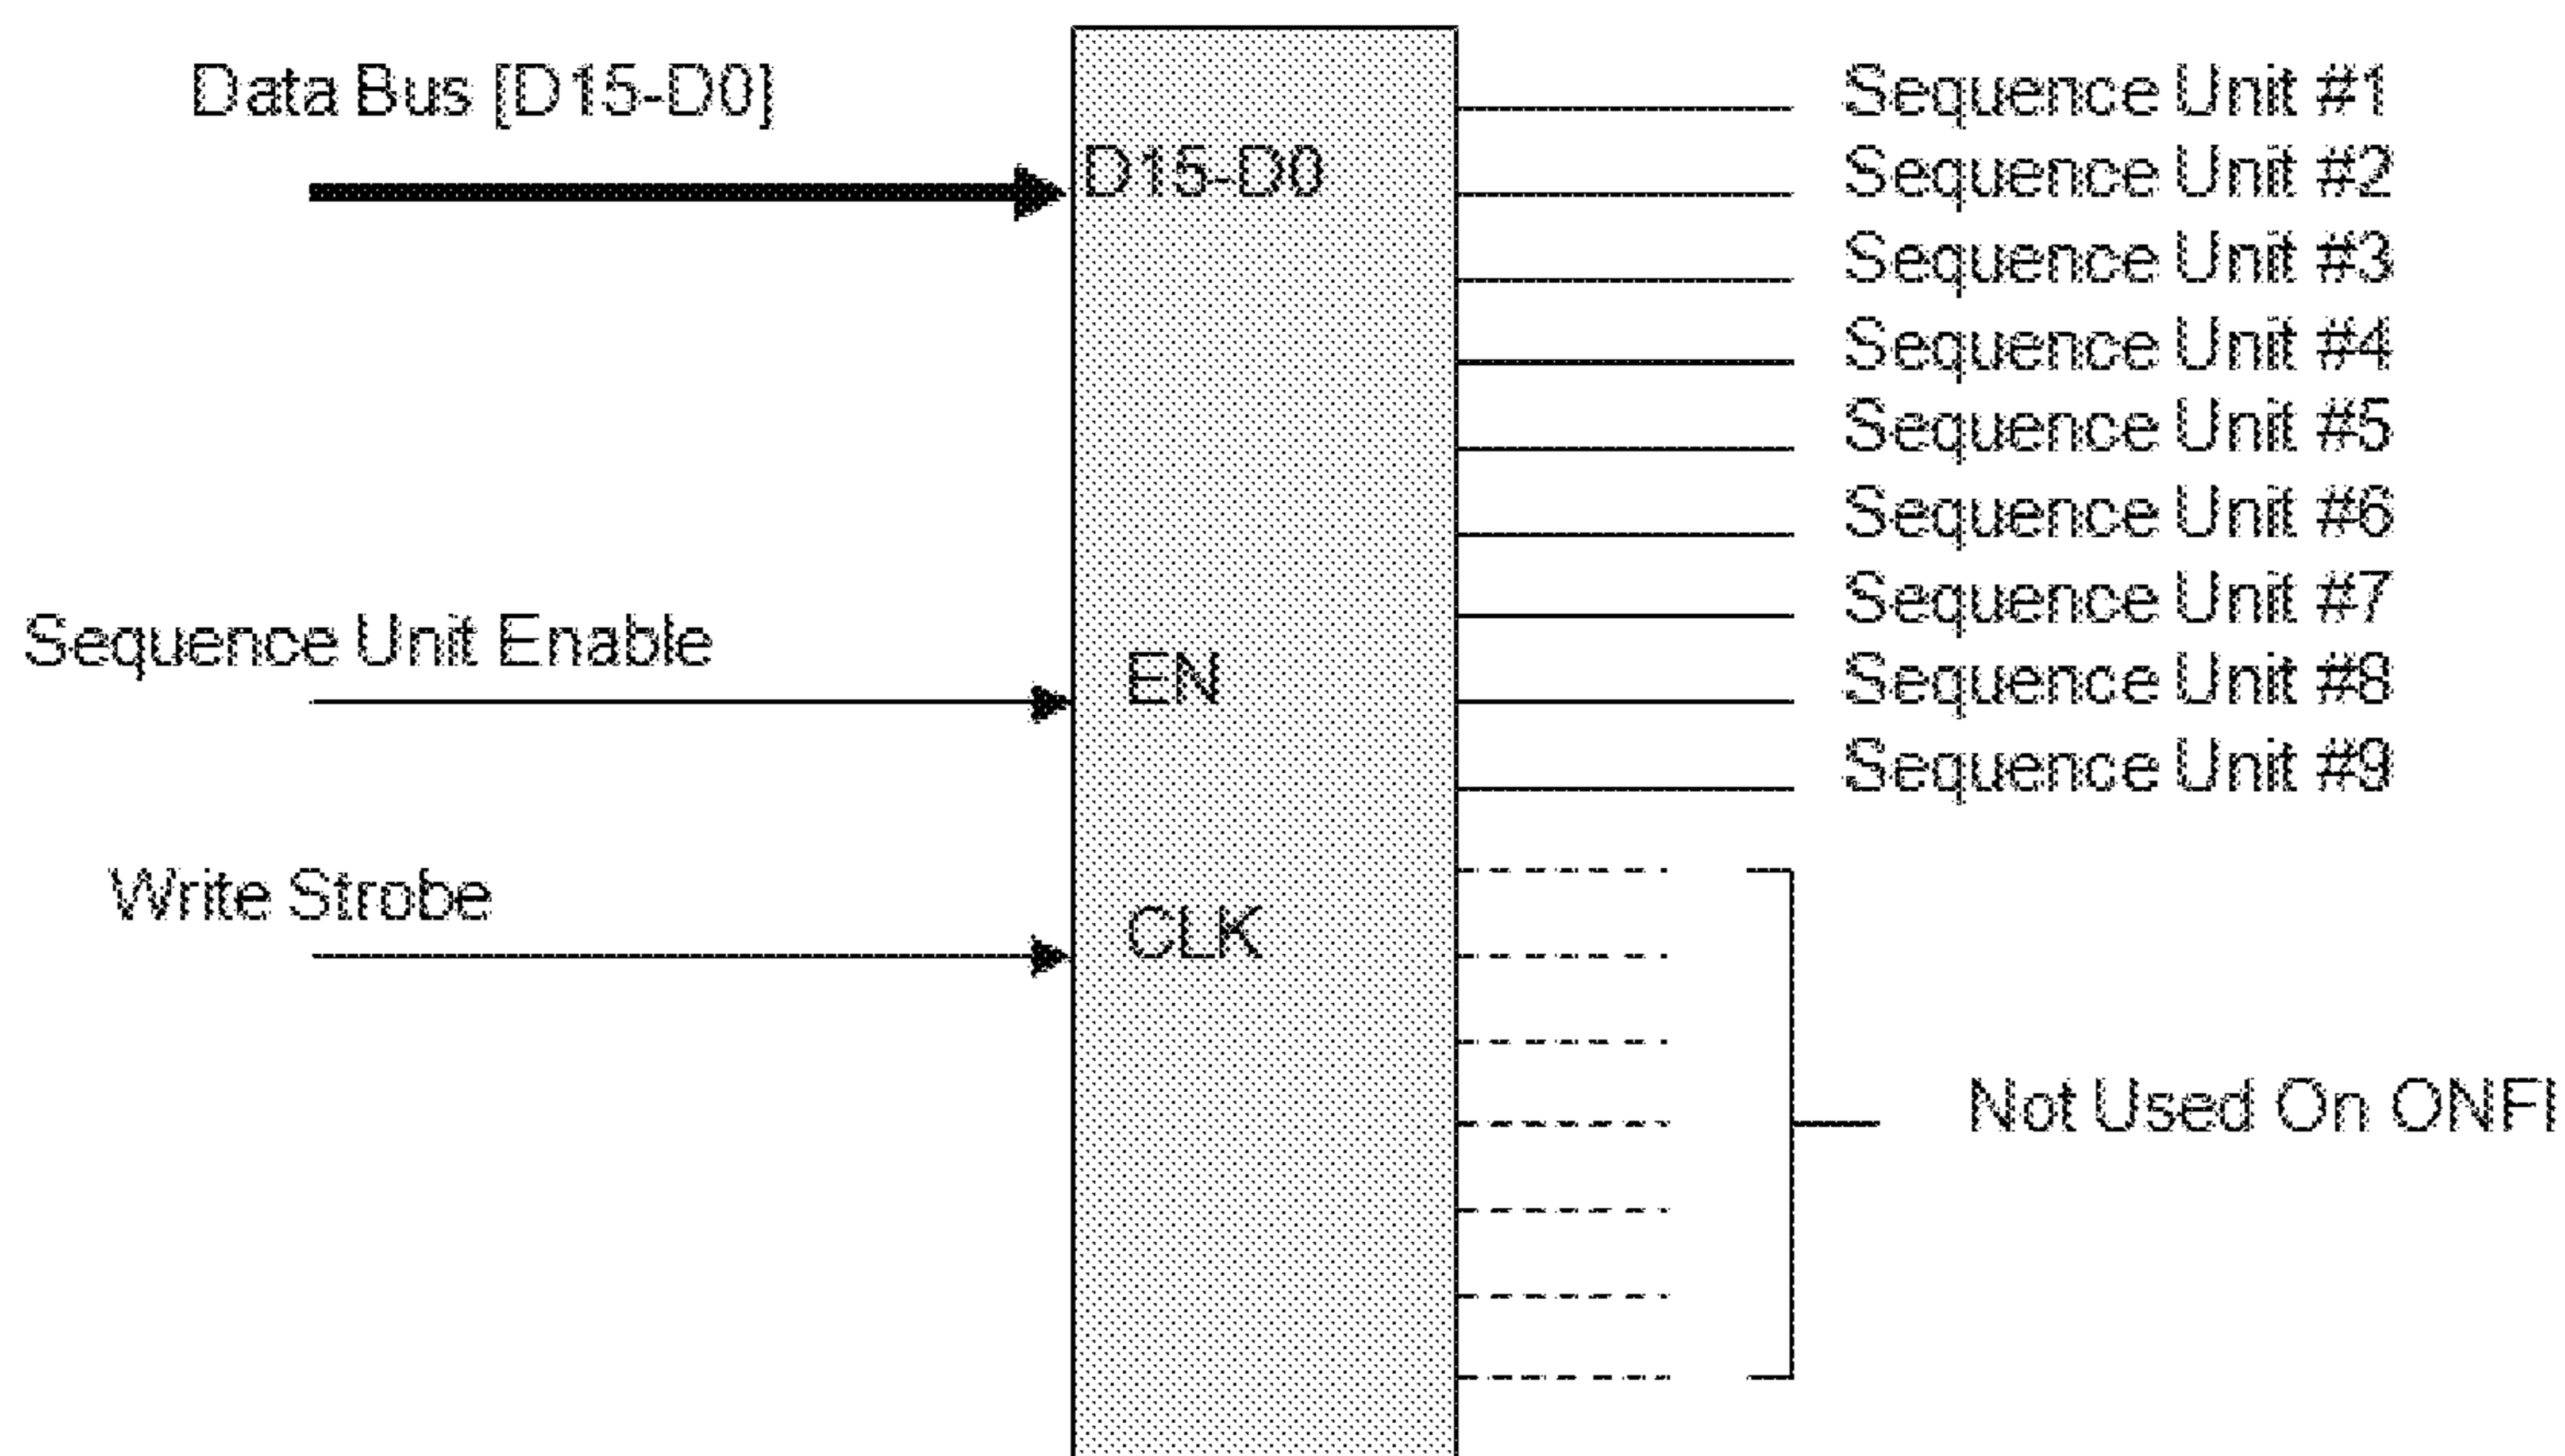 Data Bus [D15-D0]
D15-D0
Sequence Unit Enable
EN
Write Strobe
CLK
Sequence Unit #1
Sequence Unit #2
Sequence Unit #3
Sequence Unit #4
Sequence Unit #5
Sequence Unit #6
Sequence Unit #7
Sequence Unit #8
Sequence Unit #9
Not Used On ONFI